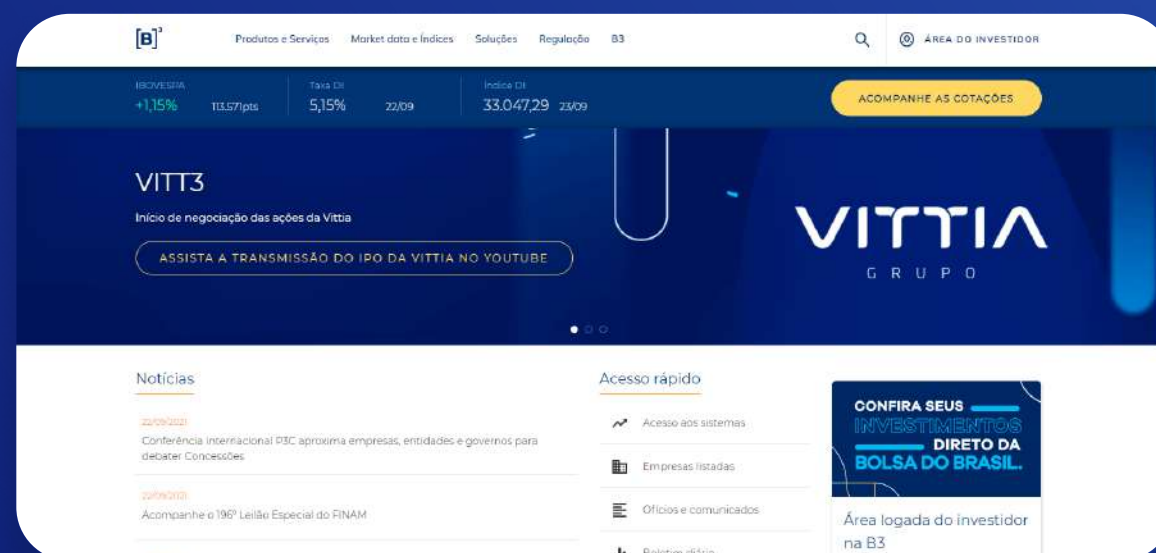 [B]³
Produtos e Serviços
Market data e Índices
Soluções
Regulação
B3
ÁREA DO INVESTIDOR
IBOVESPA
+1,15% 113.571pts
Taxa DI
5,15% 22/09
Índice DI
33.047,29 23/09
ACOMPANHE AS COTAÇÕES
VITT3
Início de negociação das ações da Vittia
ASSISTA A TRANSMISSÃO DO IPO DA VITTIA NO YOUTUBE
VITTIA
GRUPO
Notícias
22/09/2021
Conferência internacional P3C aproxima empresas, entidades e governos para
debater Concessões
22/09/2021
Acompanhe o 196º Leilão Especial do FINAM
Acesso rápido
Acesso aos sistemas
Empresas listadas
Ofícios e comunicados
Boletim diário
CONFIRA SEUS
INVESTIMENTOS
DIRETO DA
BOLSA DO BRASIL.
Área logada do investidor
na B3